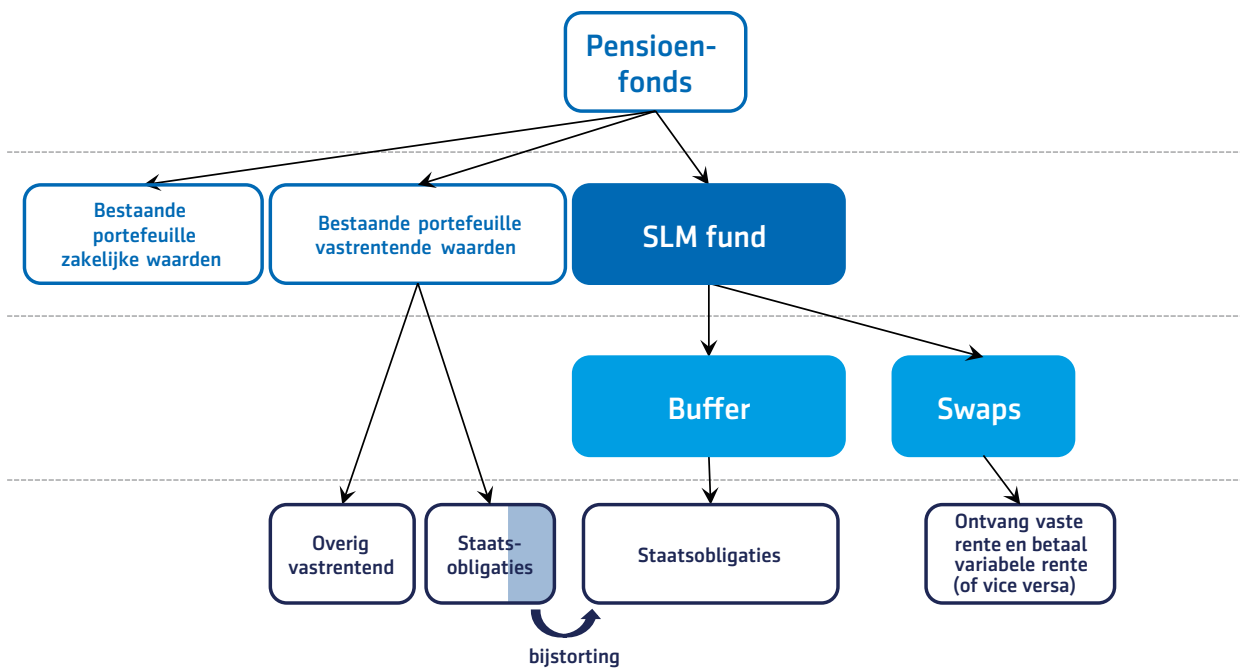 Pensioen-
fonds
Bestaande
portefeuille
zakelijke waarden
Bestaande portefeuille
vastrentende waarden
SLM fund
Buffer
Swaps
Overig
vastrentend
Staats-
obligaties
Staatsobligaties
Ontvang vaste
rente en betaal
variabele rente
(of vice versa)
bijstorting